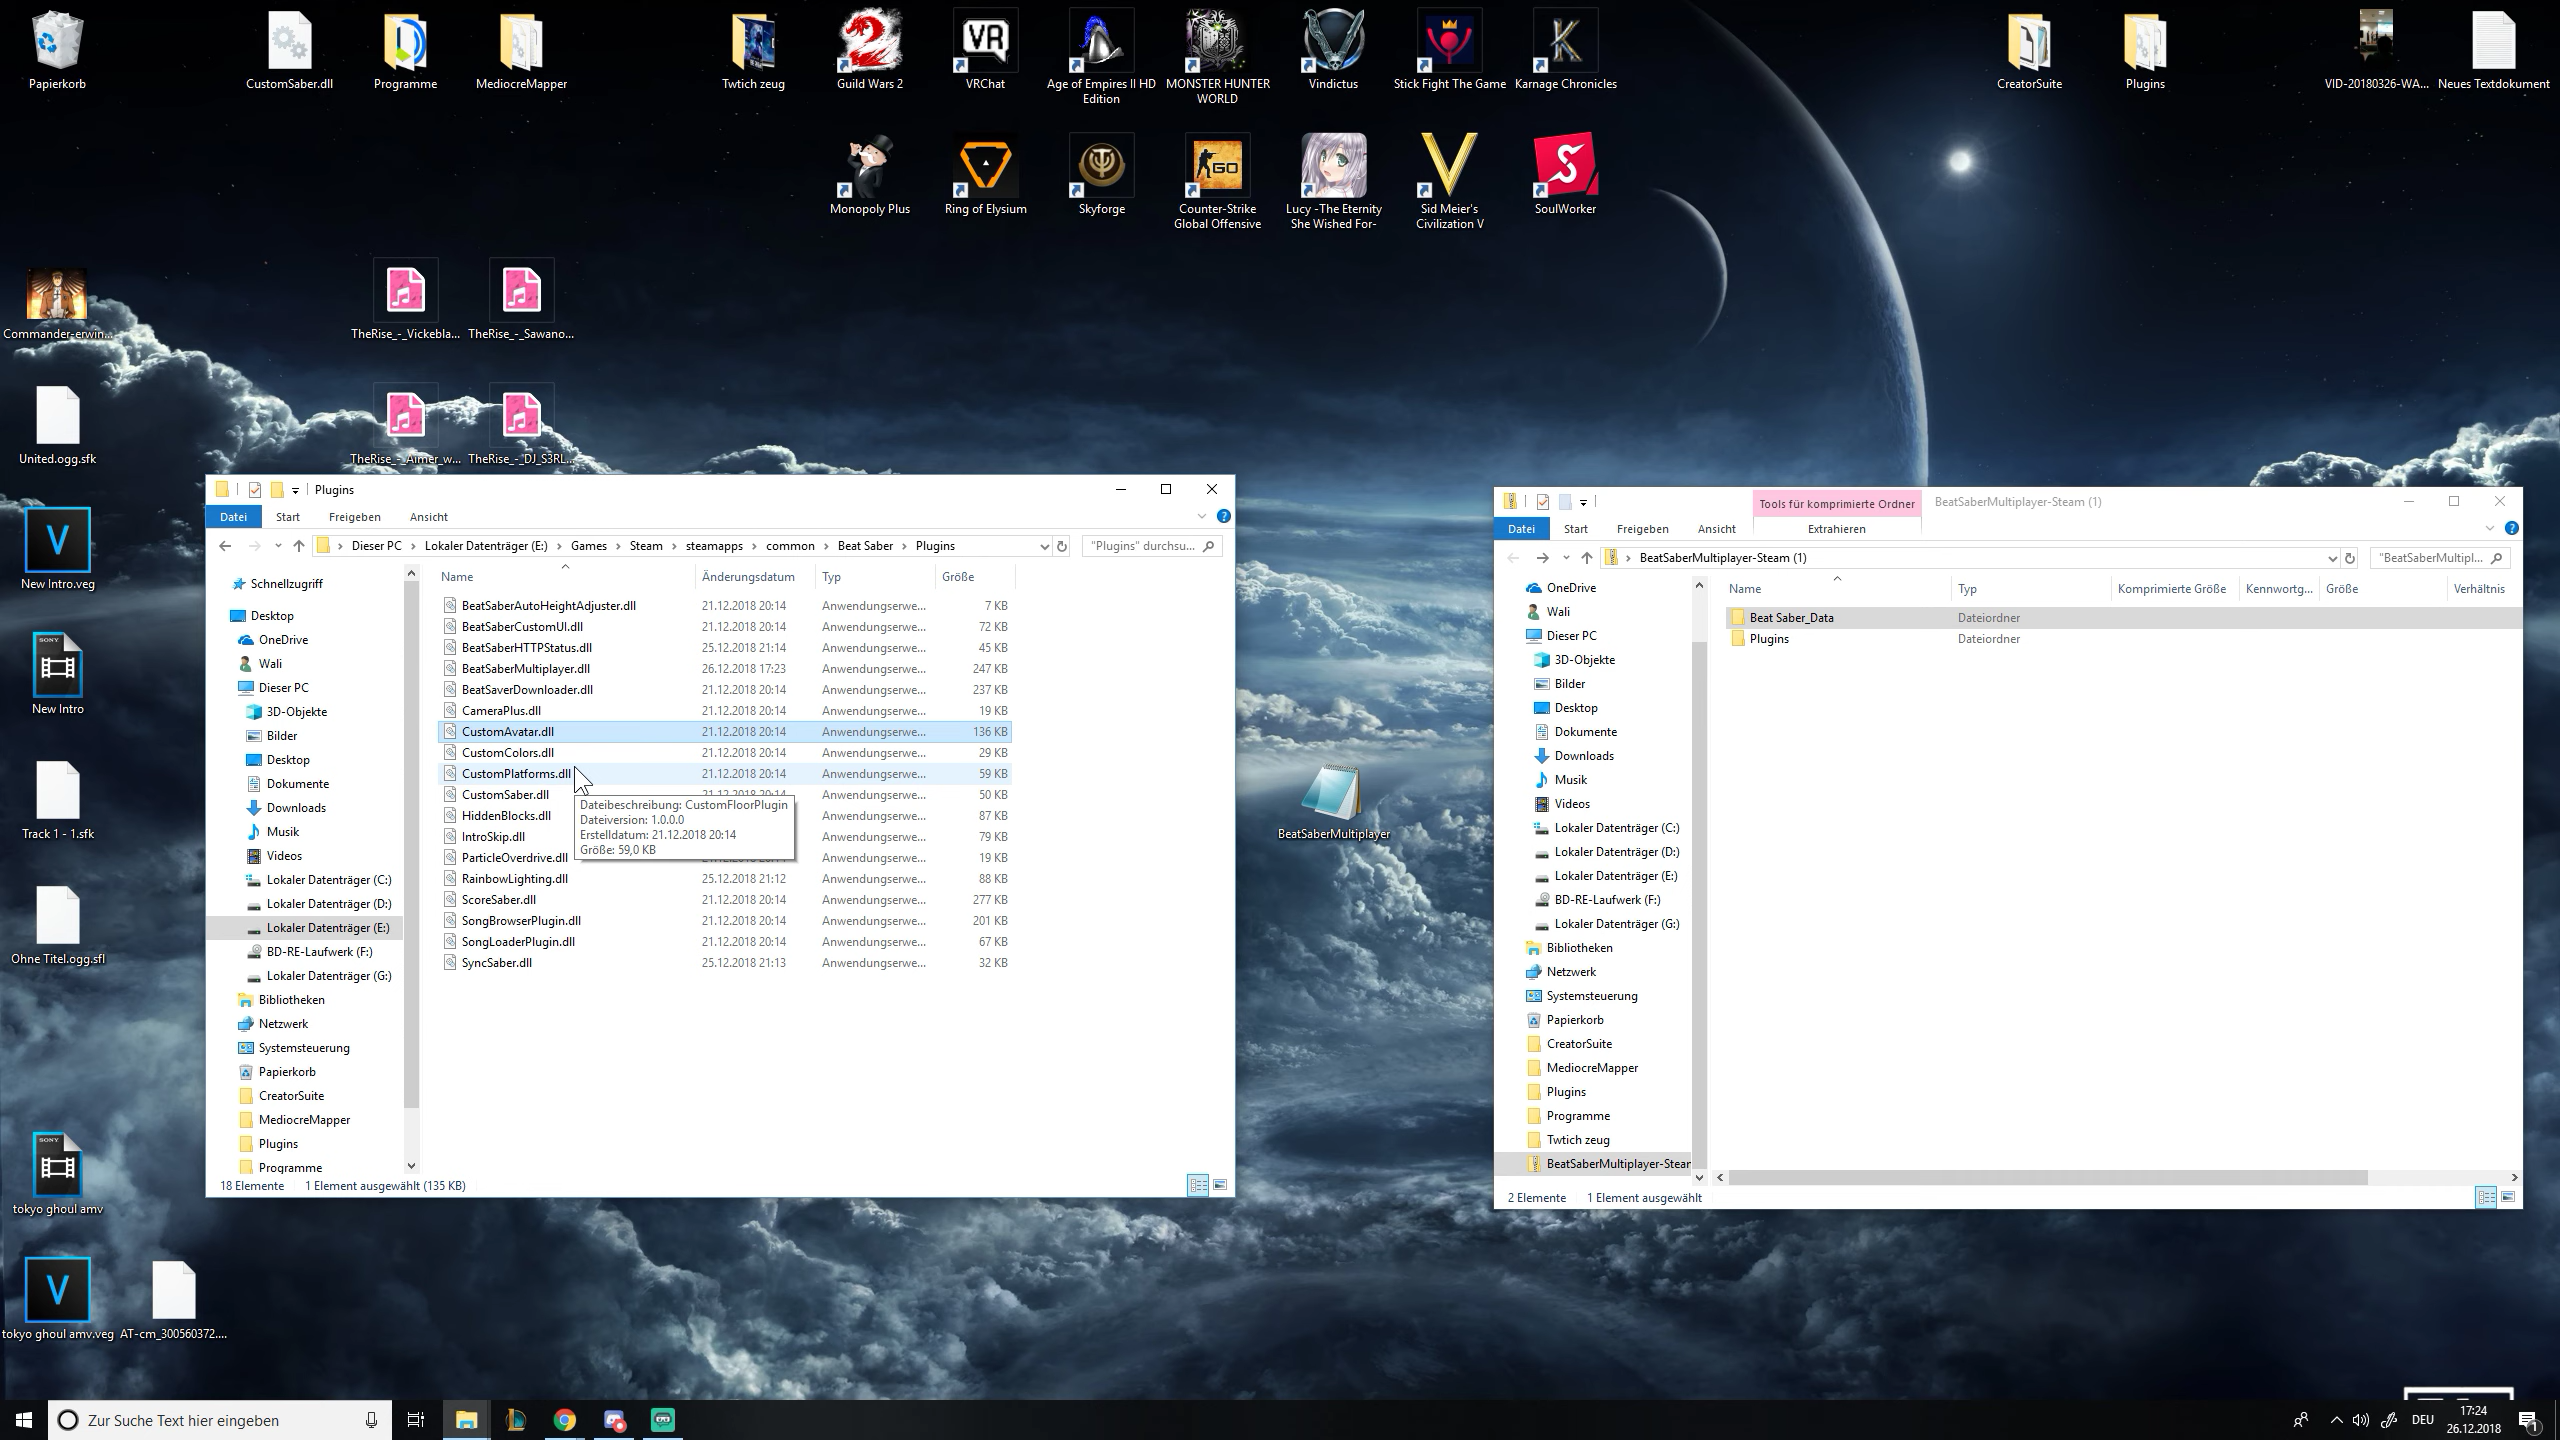 Papierkorb
CustomSaber.dll
Programme
MediocreMapper
Twtich zeug
Guild Wars 2
VR
VRChat
Age of Empires II HD
Edition
MONSTER HUNTER
WORLD
Vindictus
Stick Fight The Game
Karnage Chronicles
CreatorSuite
Plugins
VID-20180326-WA...
Neues Textdokument
Monopoly Plus
Ring of Elysium
Skyforge
GO
Counter-Strike
Global Offensive
Lucy -The Eternity
She Wished For-
Sid Meier's
Civilization V
SoulWorker
Commander-erwin...
TheRise_-_Vickebla...
TheRise_-_Sawano...
United.ogg.sfk
TheRise_-_Aimer_w...
TheRise_-_DJ_S3RL...
New Intro.veg
SONY
New Intro
Track 1 - 1.sfk
Ohne Titel.ogg.sfl
SONY
tokyo ghoul amv
tokyo ghoul amv.veg
AT-cm_300560372....
BeatSaberMultiplayer
Plugins
Datei Start Freigeben Ansicht
Dieser PC > Lokaler Datenträger (E:) > Games > Steam > steamapps > common > Beat Saber > Plugins
"Plugins" durchsu...
Schnellzugriff
Desktop
OneDrive
Wali
Dieser PC
3D-Objekte
Bilder
Desktop
Dokumente
Downloads
Musik
Videos
Lokaler Datenträger (C:)
Lokaler Datenträger (D:)
Lokaler Datenträger (E:)
BD-RE-Laufwerk (F:)
Lokaler Datenträger (G:)
Bibliotheken
Netzwerk
Systemsteuerung
Papierkorb
CreatorSuite
MediocreMapper
Plugins
Programme
Name Änderungsdatum Typ Größe
BeatSaberAutoHeightAdjuster.dll 21.12.2018 20:14 Anwendungserwe... 7 KB
BeatSaberCustomUI.dll 21.12.2018 20:14 Anwendungserwe... 72 KB
BeatSaberHTTPStatus.dll 25.12.2018 21:14 Anwendungserwe... 45 KB
BeatSaberMultiplayer.dll 26.12.2018 17:23 Anwendungserwe... 247 KB
BeatSaverDownloader.dll 21.12.2018 20:14 Anwendungserwe... 237 KB
CameraPlus.dll 21.12.2018 20:14 Anwendungserwe... 19 KB
CustomAvatar.dll 21.12.2018 20:14 Anwendungserwe... 136 KB
CustomColors.dll 21.12.2018 20:14 Anwendungserwe... 29 KB
CustomPlatforms.dll 21.12.2018 20:14 Anwendungserwe... 59 KB
CustomSaber.dll 21.12.2018 20:14 Anwendungserwe... 50 KB
HiddenBlocks.dll Anwendungserwe... 87 KB
IntroSkip.dll Anwendungserwe... 79 KB
ParticleOverdrive.dll Anwendungserwe... 19 KB
RainbowLighting.dll 25.12.2018 21:12 Anwendungserwe... 88 KB
ScoreSaber.dll 21.12.2018 20:14 Anwendungserwe... 277 KB
SongBrowserPlugin.dll 21.12.2018 20:14 Anwendungserwe... 201 KB
SongLoaderPlugin.dll 21.12.2018 20:14 Anwendungserwe... 67 KB
SyncSaber.dll 25.12.2018 21:13 Anwendungserwe... 32 KB
Dateibeschreibung: CustomFloorPlugin
Dateiversion: 1.0.0.0
Erstelldatum: 21.12.2018 20:14
Größe: 59,0 KB
18 Elemente 1 Element ausgewählt (135 KB)
Tools für komprimierte Ordner BeatSaberMultiplayer-Steam (1)
Datei Start Freigeben Ansicht Extrahieren
BeatSaberMultiplayer-Steam (1)
"BeatSaberMultipl...
OneDrive
Wali
Dieser PC
3D-Objekte
Bilder
Desktop
Dokumente
Downloads
Musik
Videos
Lokaler Datenträger (C:)
Lokaler Datenträger (D:)
Lokaler Datenträger (E:)
BD-RE-Laufwerk (F:)
Lokaler Datenträger (G:)
Bibliotheken
Netzwerk
Systemsteuerung
Papierkorb
CreatorSuite
MediocreMapper
Plugins
Programme
Twtich zeug
BeatSaberMultiplayer-Stear
Name Typ Komprimierte Größe Kennwortg... Größe Verhältnis
Beat Saber_Data Dateiordner
Plugins Dateiordner
2 Elemente 1 Element ausgewählt
Zur Suche Text hier eingeben
DEU
17:24
26.12.2018
1